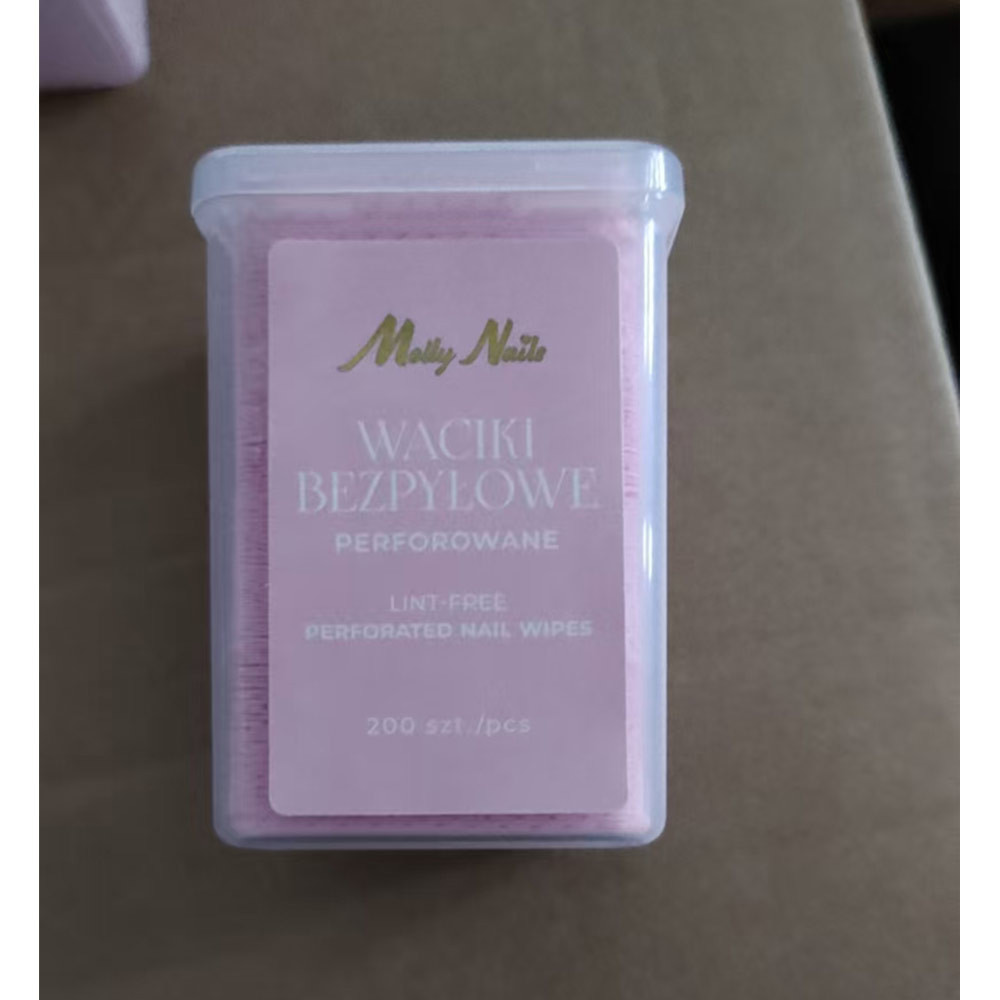 Molly Nails
WACIKI
BEZPYŁOWE
PERFOROWANE
LINT-FREE
PERFORATED NAIL WIPES
200 szt./pcs